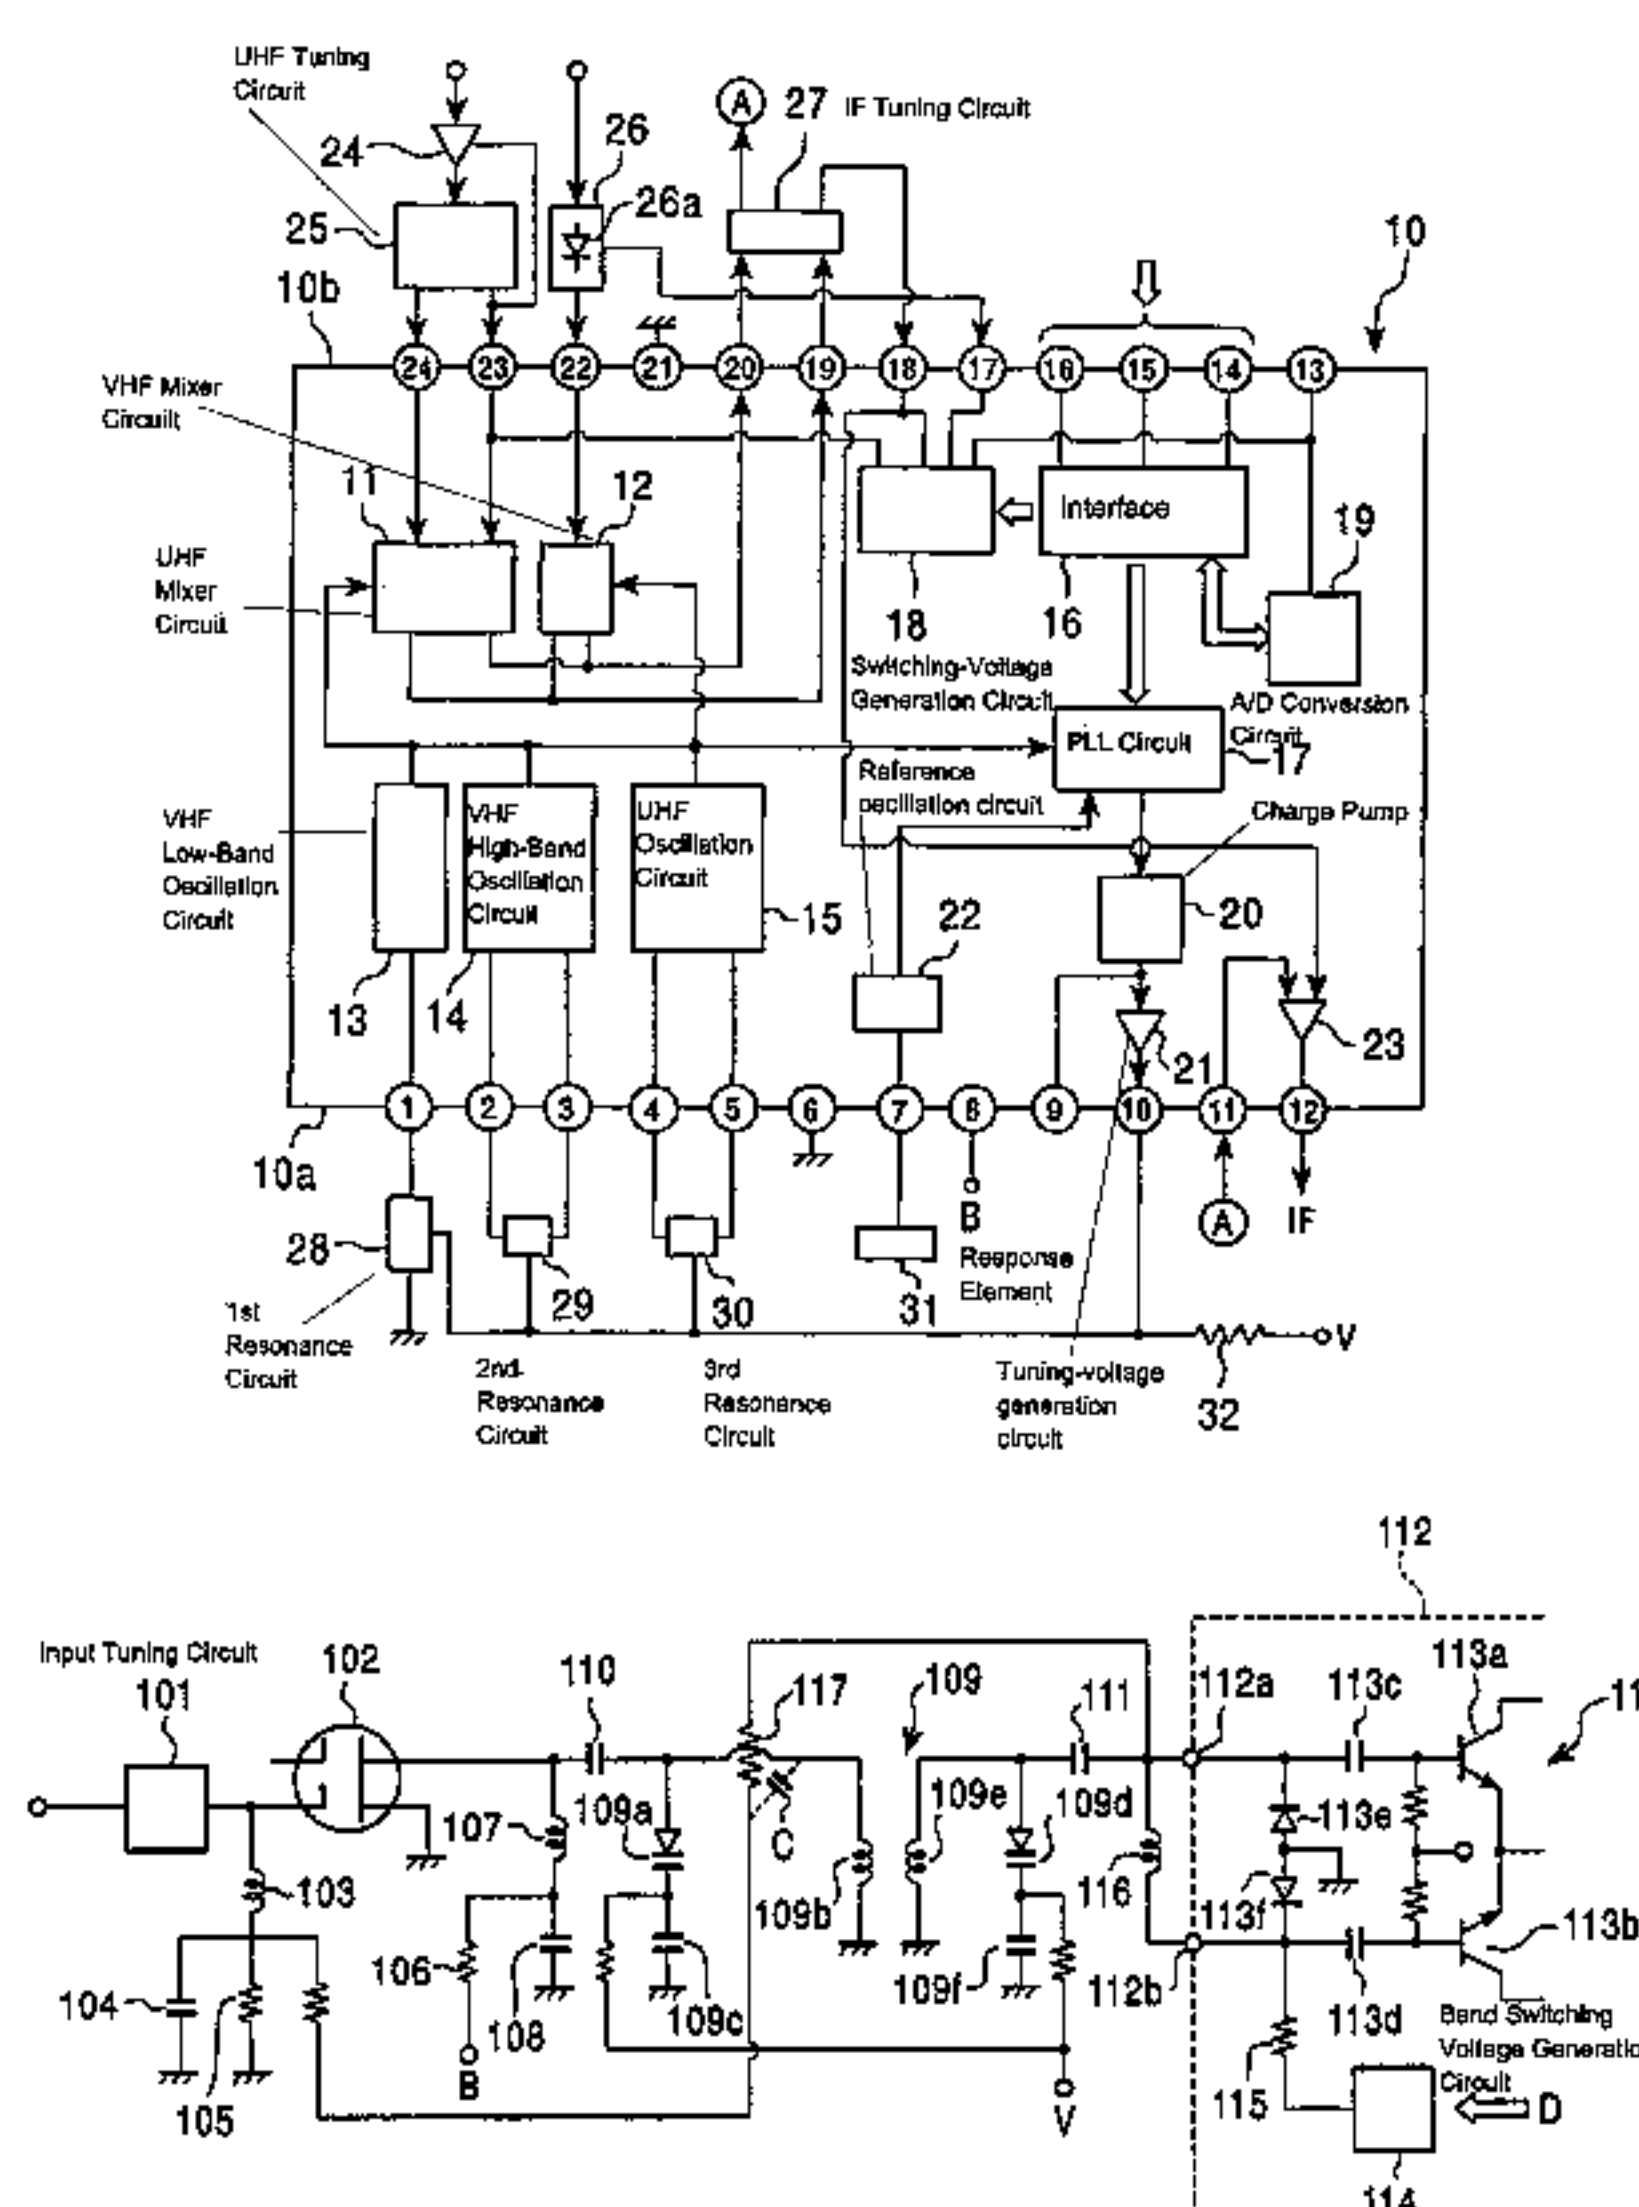 UHF Tuning
Circuit
24
25
10b
26
26a
A
27
IF Tuning Circuit
10
24
23
22
21
20
19
18
17
16
15
14
13
VHF Mixer
Circuilt
11
12
UHF
Mixer
Circuit
Interface
18
16
19
Switching-Voltage
Generation Circuit
A/D Conversion
Circuit
PLL Circuit
17
Reference
oscillation circuit
Charge Pump
VHF
Low-Band
Oscillation
Circuit
VHF
High-Band
Oscillation
Circuit
UHF
Oscillation
Circuit
13
14
15
22
20
21
23
1
2
3
4
5
6
7
8
9
10
11
12
10a
28
29
30
31
B
A
IF
Response
Element
1st
Resonance
Circuit
2nd-
Resonance
Circuit
3rd
Resonance
Circuit
Tuning-voltage
generation
circuit
V
32
112
Input Tuning Circuit
101
102
110
117
109
111
112a
113c
113a
11
107
109a
C
109b
109e
109d
116
113e
113f
113b
103
104
105
106
108
109c
109f
112b
113d
B
V
115
Band Switching
Voltage Generatio
Circuit
D
114